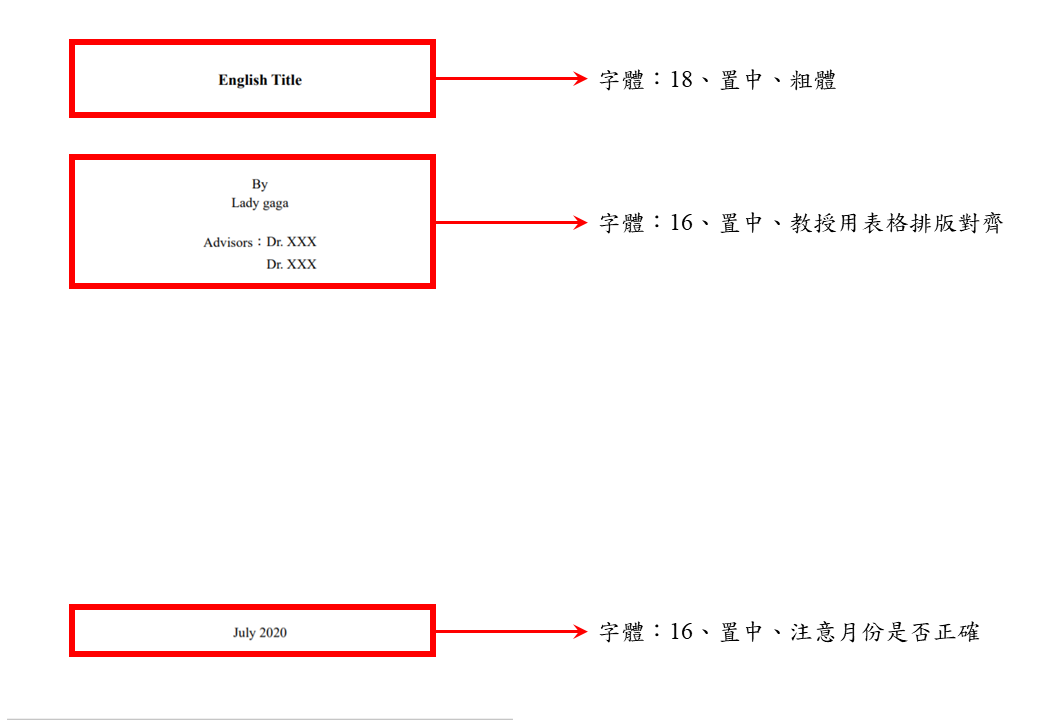 English Title
字體：18、置中、粗體
By
Lady gaga
Advisors：Dr. XXX
Dr. XXX
字體：16、置中、教授用表格排版對齊
July 2020
字體：16、置中、注意月份是否正確